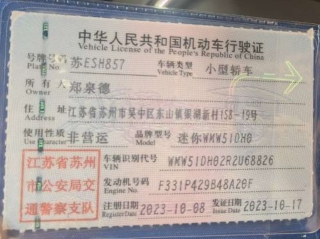 中华人民共和国机动车行驶证
Vehicle License of the People's Republic of China
号牌号码 苏ESH857 车辆类型 小型轿车
Plate No. Vehicle Type
所有人 郑泉德
住址 江苏省苏州市吴中区东山镇银湖新村158-19号
使用性质 非营运 品牌型号 迷你WMW51DH0
Use Character Model
江苏省苏州
市公安局交
通警察支队
车辆识别代号 WMW51DH02R2U68826
VIN
发动机号码 F331P429B48A20F
Engine No.
注册日期 2023-10-08 发证日期 2023-10-17
Register Date Issue Date